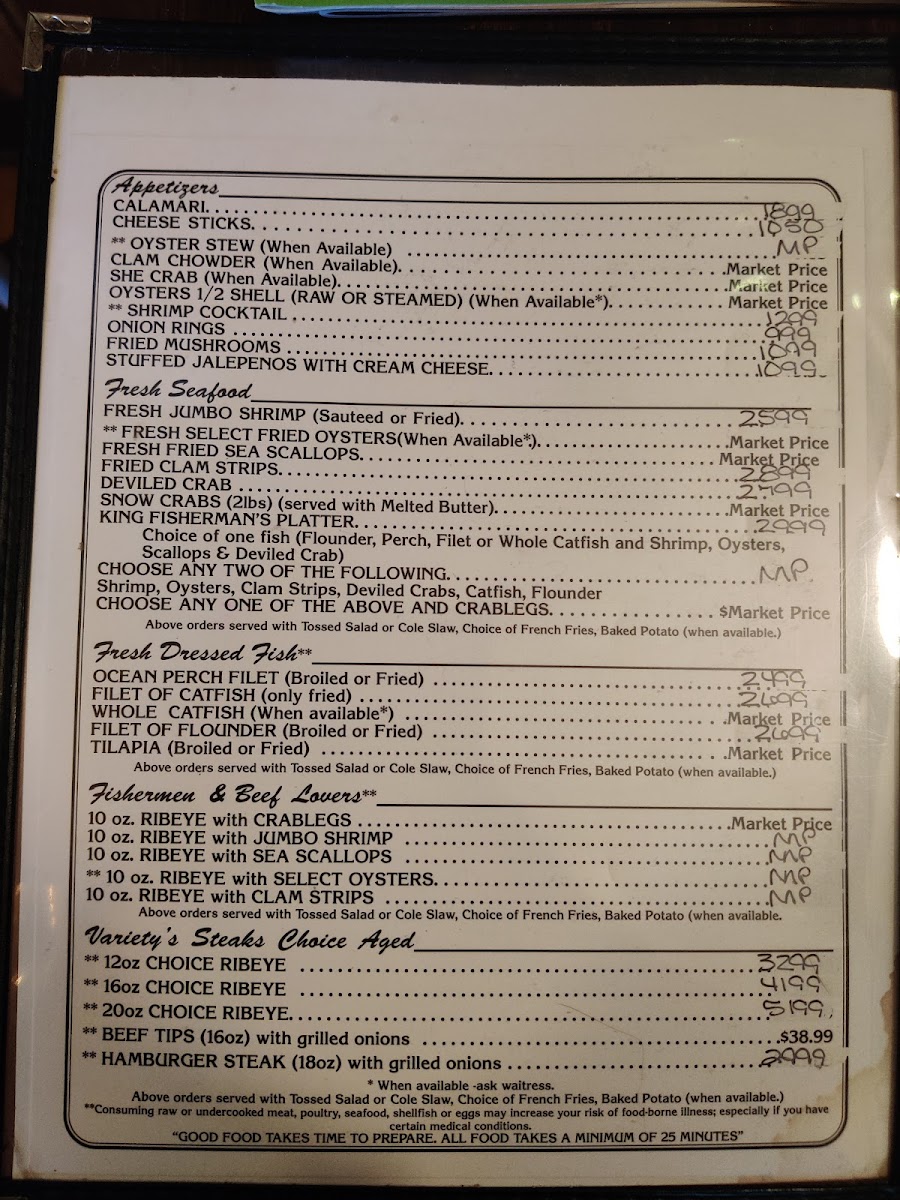 Appetizers
CALAMARI. 1899
CHEESE STICKS. 1050
** OYSTER STEW (When Available) MP
CLAM CHOWDER (When Available). Market Price
SHE CRAB (When Available). Market Price
OYSTERS 1/2 SHELL (RAW OR STEAMED) (When Available*). Market Price
** SHRIMP COCKTAIL 1299
ONION RINGS 999
FRIED MUSHROOMS 1099
STUFFED JALEPENOS WITH CREAM CHEESE. 1099
Fresh Seafood
FRESH JUMBO SHRIMP (Sauteed or Fried). 2599
** FRESH SELECT FRIED OYSTERS(When Available*). Market Price
FRESH FRIED SEA SCALLOPS. Market Price
FRIED CLAM STRIPS. 2899
DEVILED CRAB 2799
SNOW CRABS (2lbs) (served with Melted Butter). Market Price
KING FISHERMAN'S PLATTER. 2999
Choice of one fish (Flounder, Perch, Filet or Whole Catfish and Shrimp, Oysters,
Scallops & Deviled Crab)
CHOOSE ANY TWO OF THE FOLLOWING. MP.
Shrimp, Oysters, Clam Strips, Deviled Crabs, Catfish, Flounder
CHOOSE ANY ONE OF THE ABOVE AND CRABLEGS. $Market Price
Above orders served with Tossed Salad or Cole Slaw, Choice of French Fries, Baked Potato (when available.)
Fresh Dressed Fish**
OCEAN PERCH FILET (Broiled or Fried) 2499
FILET OF CATFISH (only fried) 2699
WHOLE CATFISH (When available*) Market Price
FILET OF FLOUNDER (Broiled or Fried) 2699
TILAPIA (Broiled or Fried) Market Price
Above orders served with Tossed Salad or Cole Slaw, Choice of French Fries, Baked Potato (when available.)
Fishermen & Beef Lovers**
10 oz. RIBEYE with CRABLEGS Market Price
10 oz. RIBEYE with JUMBO SHRIMP MP
10 oz. RIBEYE with SEA SCALLOPS MP
** 10 oz. RIBEYE with SELECT OYSTERS. MP
10 oz. RIBEYE with CLAM STRIPS MP
Above orders served with Tossed Salad or Cole Slaw, Choice of French Fries, Baked Potato (when available.
Variety's Steaks Choice Aged
** 12oz CHOICE RIBEYE 3299
** 16oz CHOICE RIBEYE 4199
** 20oz CHOICE RIBEYE. 5199
** BEEF TIPS (16oz) with grilled onions $38.99
** HAMBURGER STEAK (18oz) with grilled onions 2999
* When available -ask waitress.
Above orders served with Tossed Salad or Cole Slaw, Choice of French Fries, Baked Potato (when available.)
**Consuming raw or undercooked meat, poultry, seafood, shellfish or eggs may increase your risk of food-borne illness; especially if you have
certain medical conditions.
"GOOD FOOD TAKES TIME TO PREPARE. ALL FOOD TAKES A MINIMUM OF 25 MINUTES"